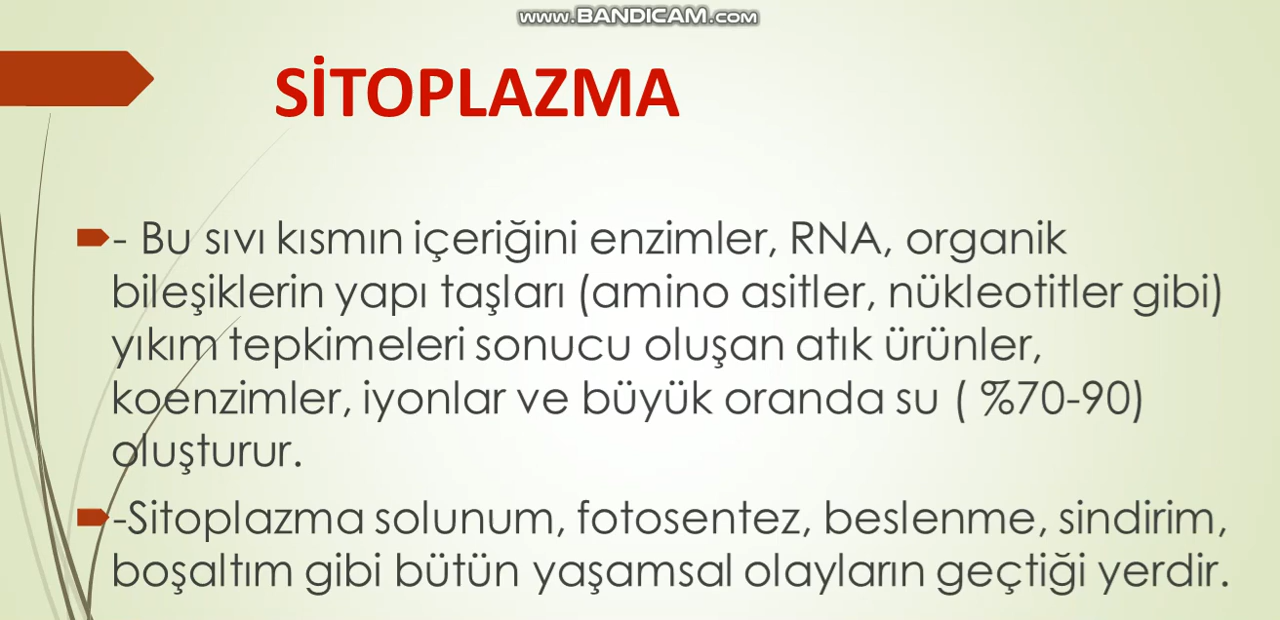 www.BANDICAM.com
SİTOPLAZMA
- Bu sıvı kısmın içeriğini enzimler, RNA, organik
bileşiklerin yapı taşları (amino asitler, nükleotitler gibi)
yıkım tepkimeleri sonucu oluşan atık ürünler,
koenzimler, iyonlar ve büyük oranda su ( %70-90)
oluşturur.
-Sitoplazma solunum, fotosentez, beslenme, sindirim,
boşaltım gibi bütün yaşamsal olayların geçtiği yerdir.